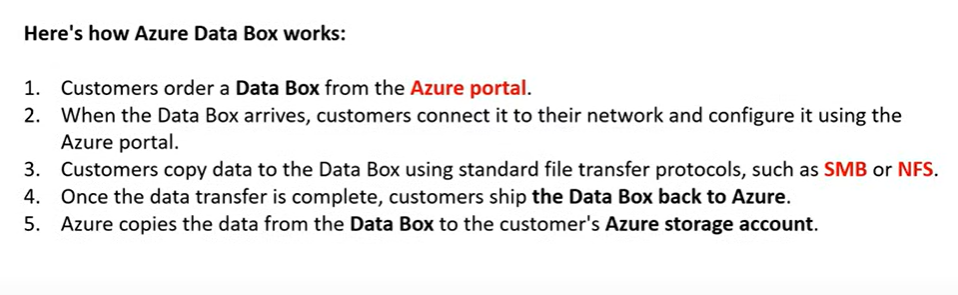 Here's how Azure Data Box works:
1. Customers order a Data Box from the Azure portal.
2. When the Data Box arrives, customers connect it to their network and configure it using the
Azure portal.
3. Customers copy data to the Data Box using standard file transfer protocols, such as SMB or NFS.
4. Once the data transfer is complete, customers ship the Data Box back to Azure.
5. Azure copies the data from the Data Box to the customer's Azure storage account.